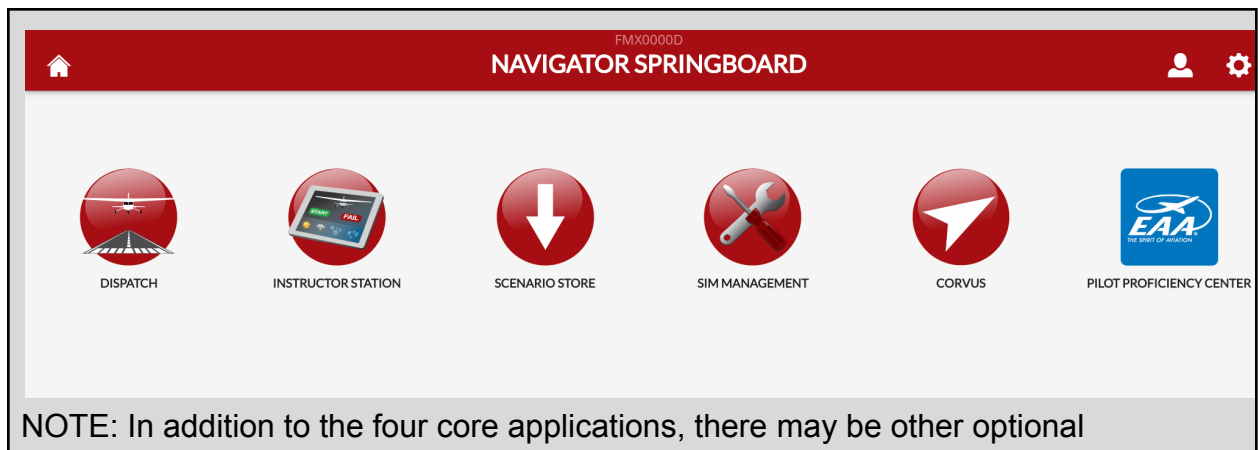 FMX0000D
NAVIGATOR SPRINGBOARD
START FAIL
EAA
THE SPIRIT OF AVIATION
DISPATCH
INSTRUCTOR STATION
SCENARIO STORE
SIM MANAGEMENT
CORVUS
PILOT PROFICIENCY CENTER
NOTE: In addition to the four core applications, there may be other optional